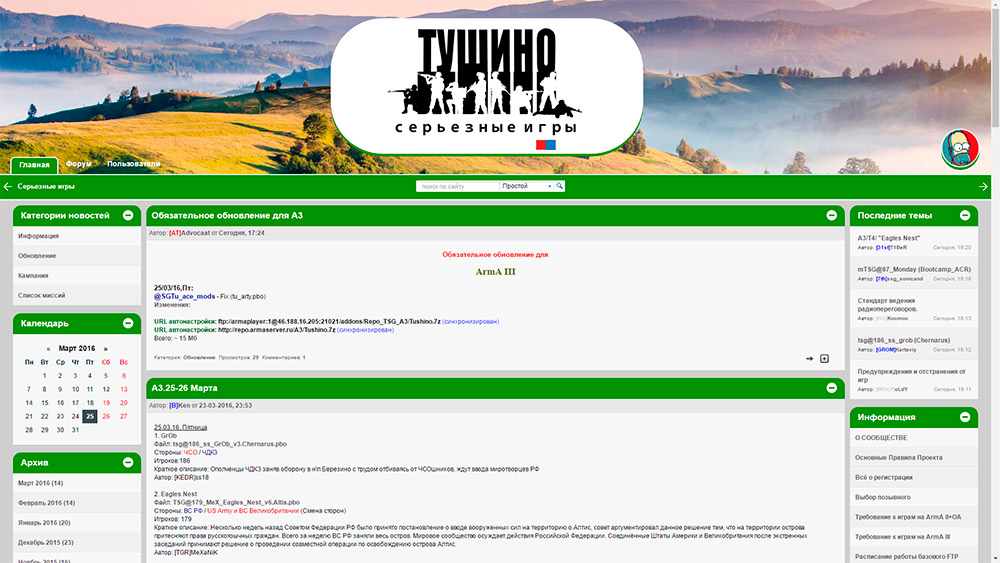 ТУШИНО
серьезные игры
Главная Форум Пользователи
Серьезные игры
поиск по сайту Простой
Категории новостей
Информация
Обновление
Кампания
Список миссий
Календарь
« Март 2016 »
Пн Вт Ср Чт Пт Сб Вс
1 2 3 4 5 6
7 8 9 10 11 12 13
14 15 16 17 18 19 20
21 22 23 24 25 26 27
28 29 30 31
Архив
Март 2016 (14)
Февраль 2016 (14)
Январь 2016 (20)
Декабрь 2015 (23)
Ноябрь 2015 (16)
Обязательное обновление для А3
Автор: [AT]Advocaat от Сегодня, 17:24
Обязательное обновление для
ArmA III
25/03/16,Пт:
@SGTu_ace_mods - Fix (tu_arty.pbo)
Изменения:
URL автонастройки: ftp://armaplayer:1@46.188.16.205:21021/addons/Repo_TSG_A3/Tushino.7z (синхронизирован)
URL автонастройки: http://repo.armaserver.ru/A3/Tushino.7z (синхронизирован)
Всего: ~ 15 Мб
Категория: Обновление Просмотров: 29 Комментариев: 1
А3.25-26 Марта
Автор: [B]Ken от 23-03-2016, 23:53
25.03.16. Пятница
1. GrOb
Файл: tsg@186_ss_GrOb_v3.Chernarus.pbo
Стороны: ЧСО / ЧДКЗ
Игроков:186
Краткое описание: Ополченцы ЧДКЗ заняв оборону в н\п Березино с трудом отбиваясь от ЧСОшников, ждут ввода миротворцев РФ
Автор: [KEDR]ss18
2. Eagles Nest
Файл: TSG@179_MeX_Eagles_Nest_v6.Altis.pbo
Стороны: ВС РФ / US Army и ВС Великобритании (Смена сторон)
Игроков: 179
Краткое описание: Несколько недель назад Советом Федерации РФ было принято постановление о вводе вооруженных сил на территорию о.Алтис, совет аргументировал данное решение тем, что на территории острова
притесняют права русскоязычных граждан. Всего за неделю ВС РФ заняли весь остров. Мировое сообщество осуждает действия Российской Федерации. Соединённые Штаты Америки и Великобритания после экстренных
заседаний принимают решение о проведении совместной операции по освобождению острова Алтис.
Автор: [TGR]MeXaNiK
Последние темы
A3/T4/ "Eagles Nest"
Автор: [31st]T1BeR Сегодня, 18:20
mTSG@87_Monday (Bootcamp_ACR)
Автор: [7th]ssg_sonicand Сегодня, 18:18
Стандарт ведения
радиопереговоров.
Автор: Kocmoc Сегодня, 18:13
tsg@186_ss_grob (Chernarus)
Автор: [GROM]Kartaviy Сегодня, 18:12
Предупреждения и отстранения от
игр
Автор: [WOLF]oLdY Сегодня, 18:11
Информация
О СООБЩЕСТВЕ
Основные Правила Проекта
Всё о регистрации
Выбор позывного
Требование к играм на ArmA II+OA
Требование к играм на ArmA III
Расписание работы базового FTP